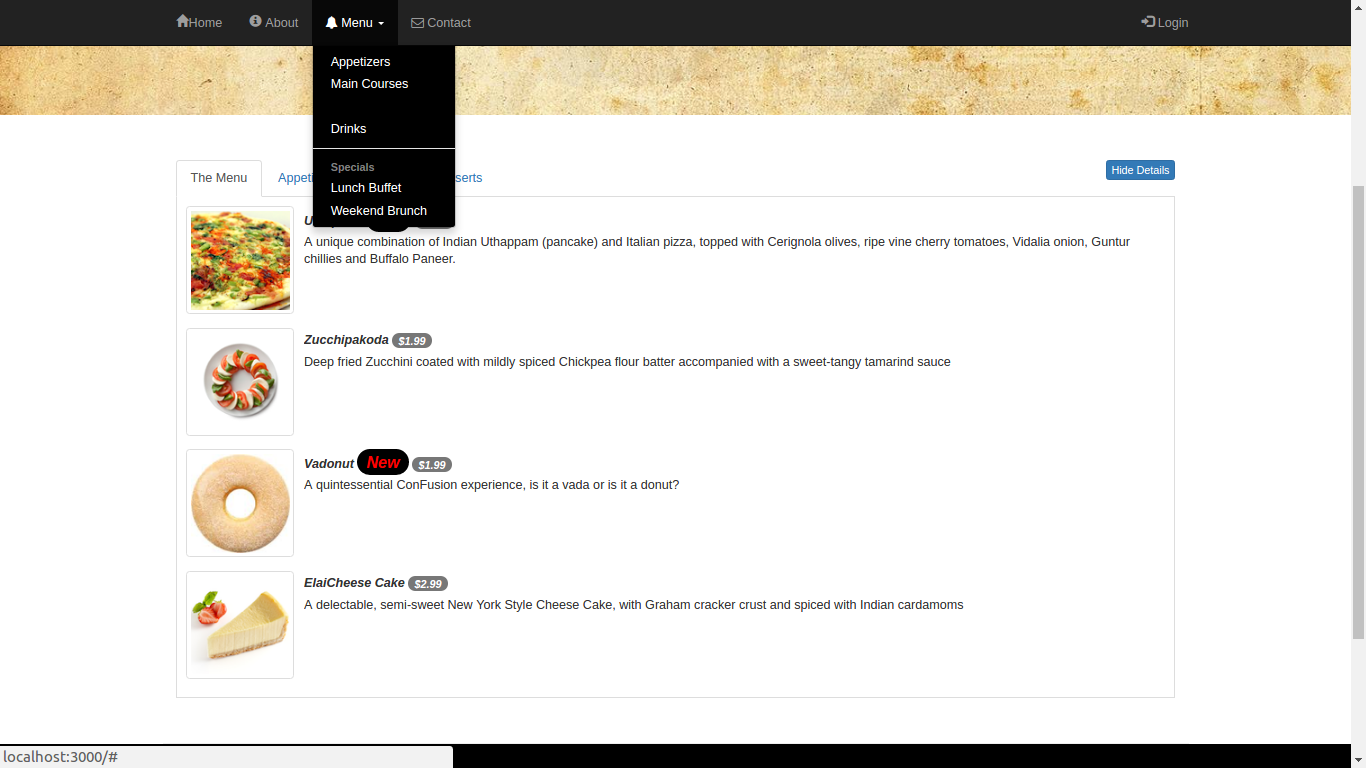 Home About Menu Contact Login
Appetizers
Main Courses
Drinks
Specials
Lunch Buffet
Weekend Brunch
The Menu
Hide Details
A unique combination of Indian Uthappam (pancake) and Italian pizza, topped with Cerignola olives, ripe vine cherry tomatoes, Vidalia onion, Guntur
chillies and Buffalo Paneer.
Zucchipakoda $1.99
Deep fried Zucchini coated with mildly spiced Chickpea flour batter accompanied with a sweet-tangy tamarind sauce
Vadonut New $1.99
A quintessential ConFusion experience, is it a vada or is it a donut?
ElaiCheese Cake $2.99
A delectable, semi-sweet New York Style Cheese Cake, with Graham cracker crust and spiced with Indian cardamoms
localhost:3000/#